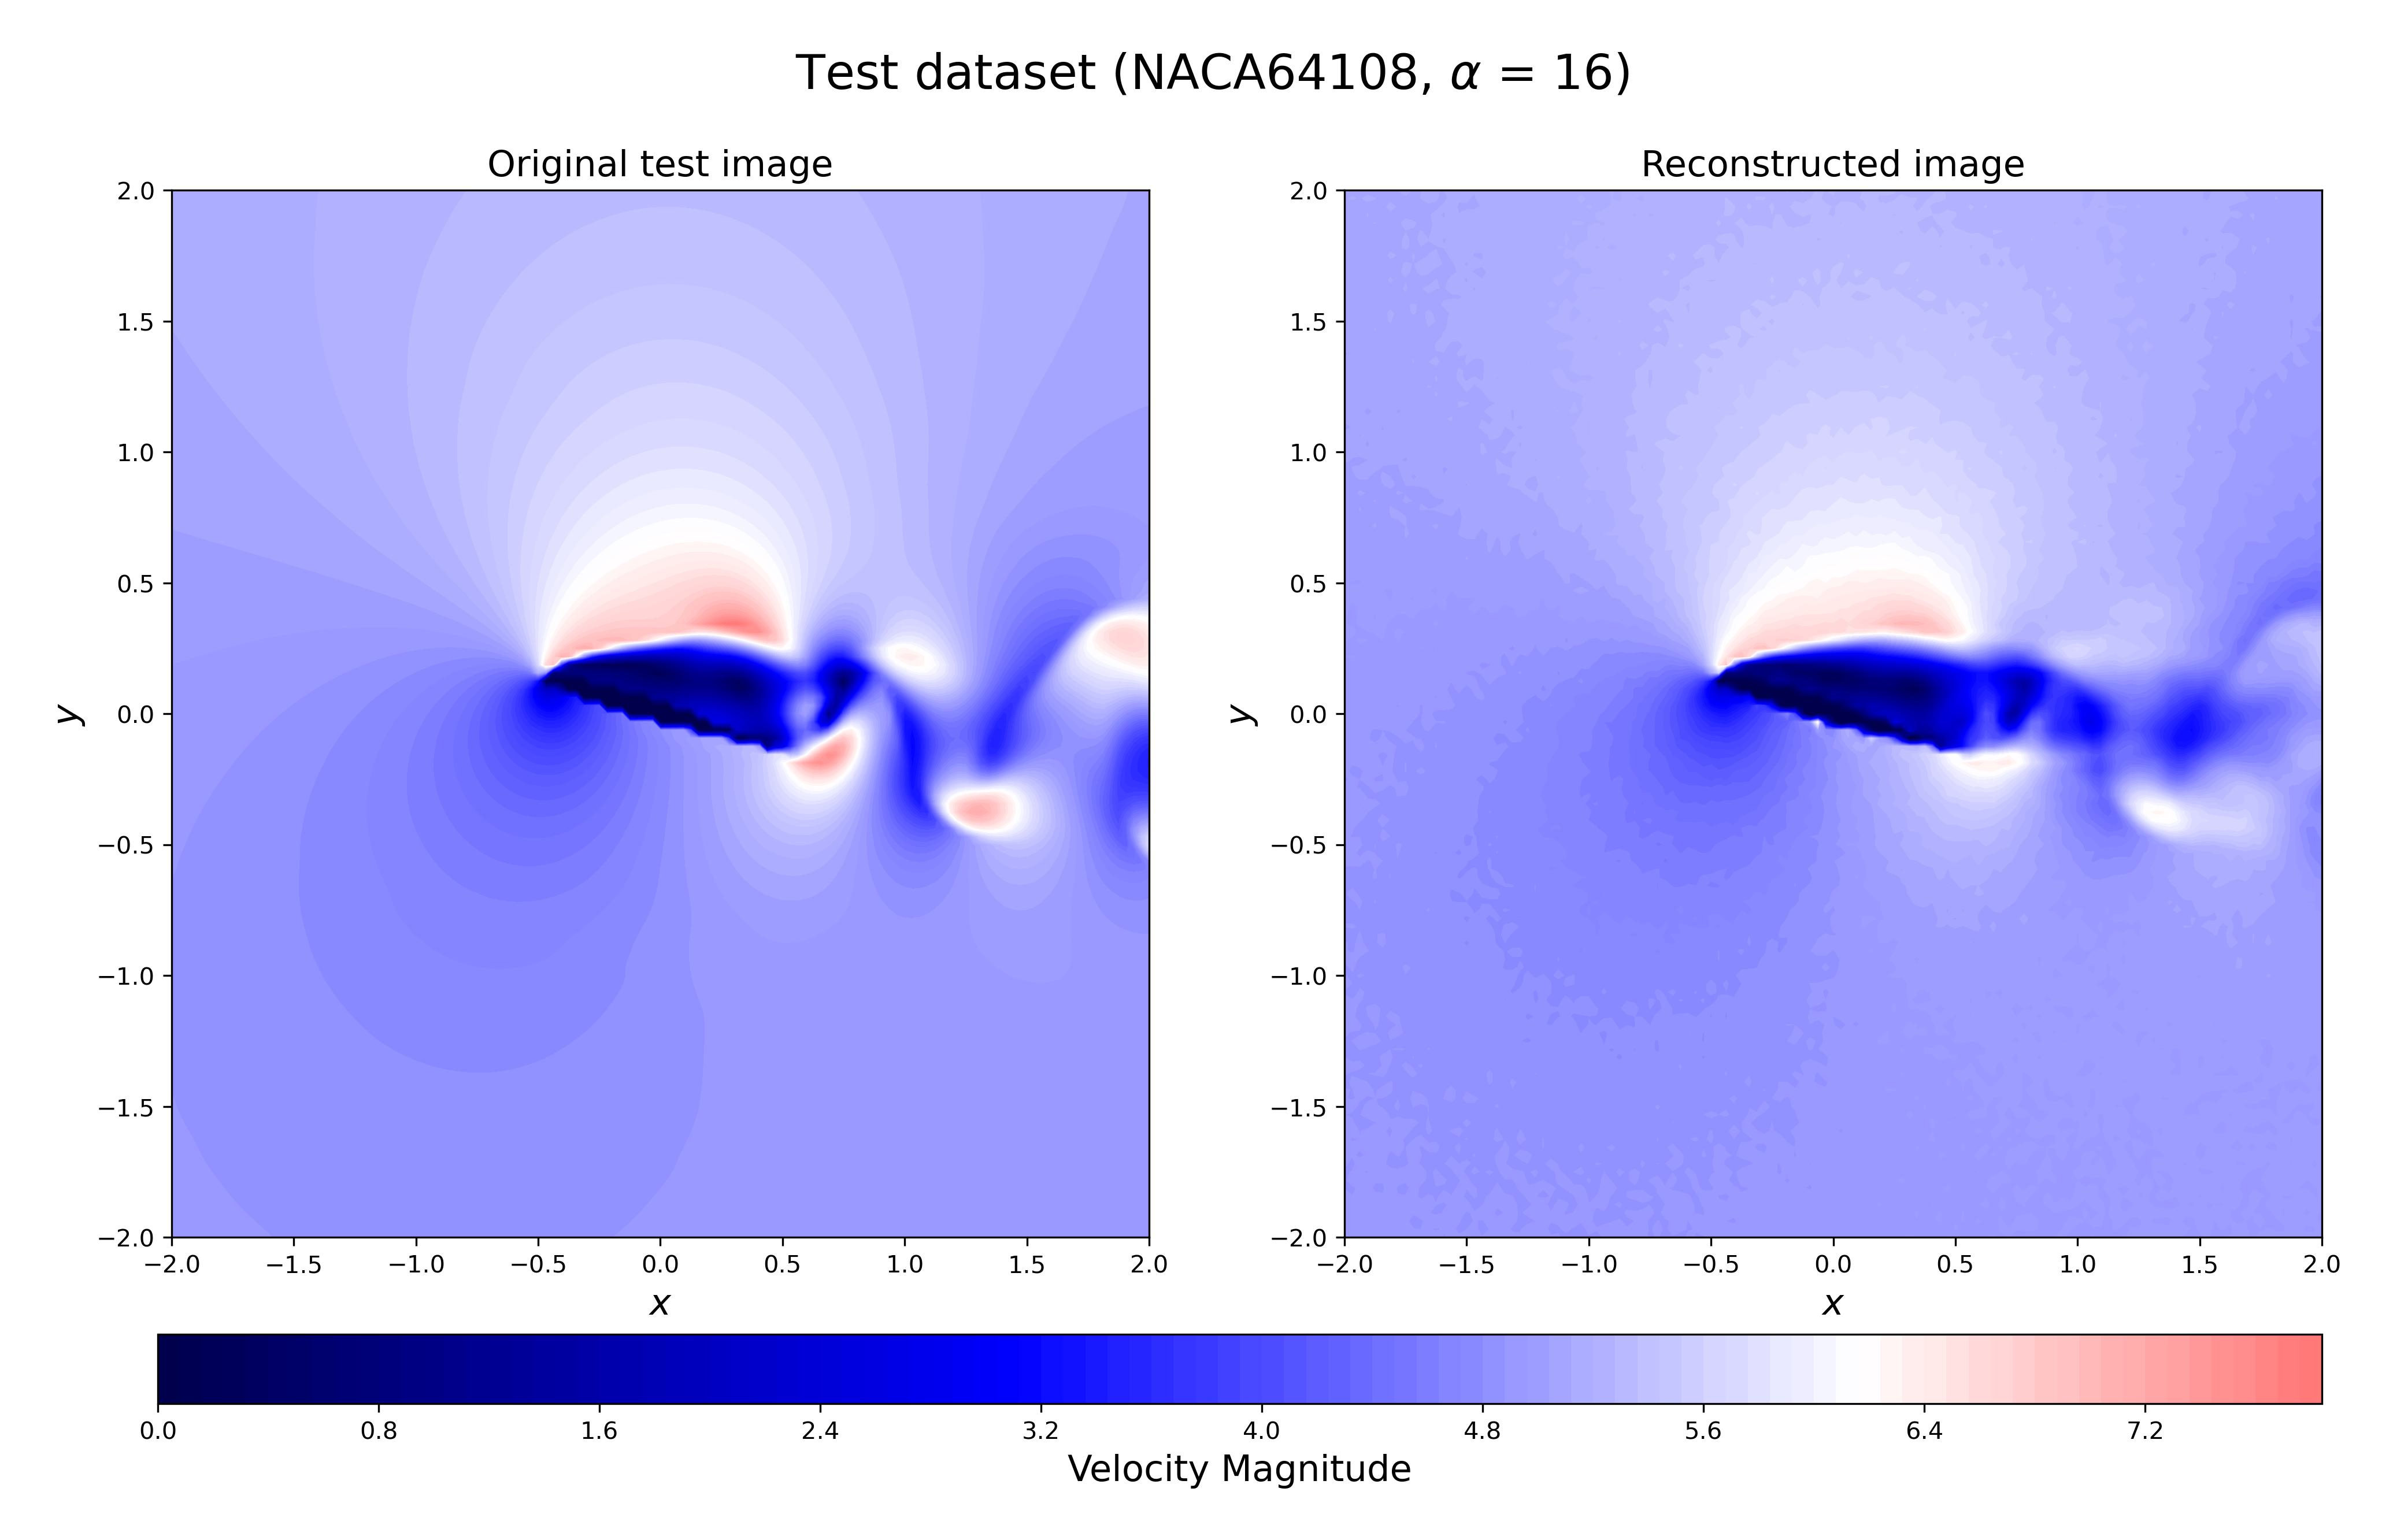 Test dataset (NACA64108, α = 16)
Original test image
Reconstructed image
2.0
1.5
1.0
0.5
0.0
−0.5
−1.0
−1.5
−2.0
y
−2.0 −1.5 −1.0 −0.5 0.0 0.5 1.0 1.5 2.0
x
2.0
1.5
1.0
0.5
0.0
−0.5
−1.0
−1.5
−2.0
y
−2.0 −1.5 −1.0 −0.5 0.0 0.5 1.0 1.5 2.0
x
0.0 0.8 1.6 2.4 3.2 4.0 4.8 5.6 6.4 7.2
Velocity Magnitude